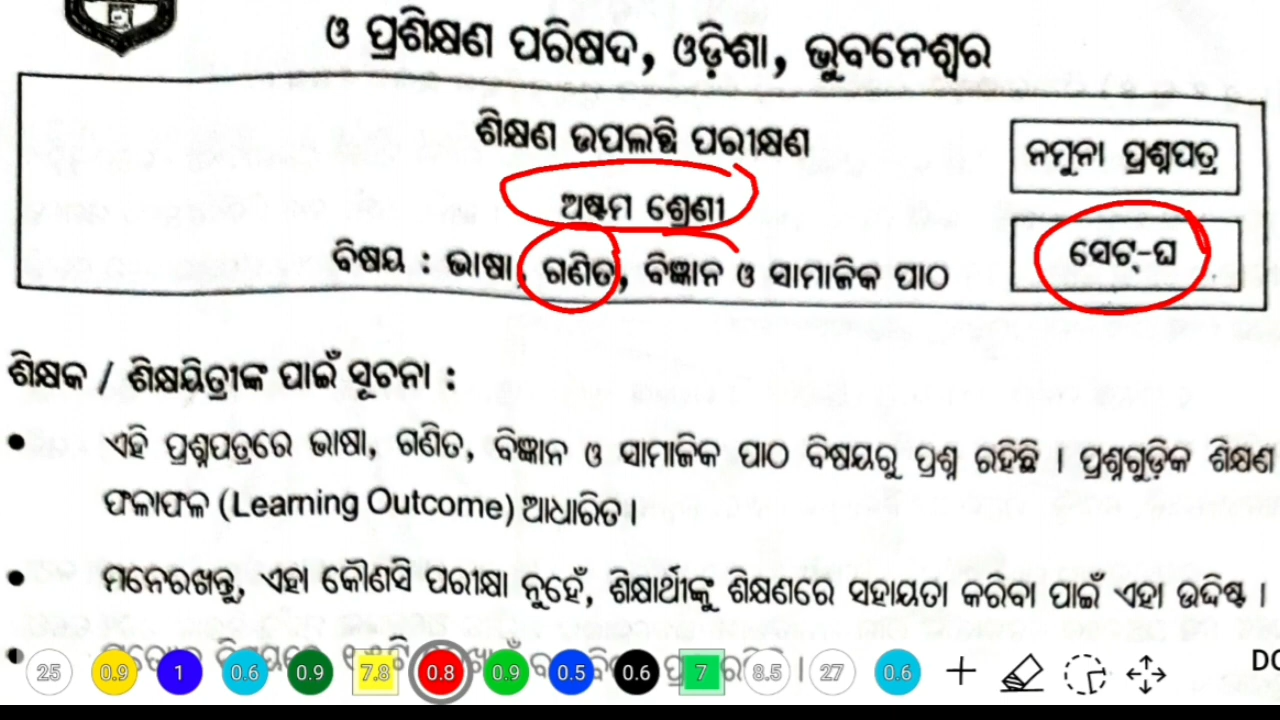 ଓ ପ୍ରଶିକ୍ଷଣ ପରିଷଦ, ଓଡ଼ିଶା, ଭୁବନେଶ୍ୱର
ଶିକ୍ଷଣ ଉପଲବ୍ଧି ପରୀକ୍ଷଣ
ନମୁନା ପ୍ରଶ୍ନପତ୍ର
ଅଷ୍ଟମ ଶ୍ରେଣୀ
ସେଟ୍-ଘ
ବିଷୟ : ଭାଷା, ଗଣିତ, ବିଜ୍ଞାନ ଓ ସାମାଜିକ ପାଠ
ଶିକ୍ଷକ / ଶିକ୍ଷୟିତ୍ରୀଙ୍କ ପାଇଁ ସୂଚନା :
• ଏହି ପ୍ରଶ୍ନପତ୍ରରେ ଭାଷା, ଗଣିତ, ବିଜ୍ଞାନ ଓ ସାମାଜିକ ପାଠ ବିଷୟରୁ ପ୍ରଶ୍ନ ରହିଛି । ପ୍ରଶ୍ନଗୁଡ଼ିକ ଶିକ୍ଷଣ
ଫଳାଫଳ (Learning Outcome) ଆଧାରିତ।
• ମନେରଖନ୍ତୁ, ଏହା କୌଣସି ପରୀକ୍ଷା ନୁହେଁ, ଶିକ୍ଷାର୍ଥୀଙ୍କୁ ଶିକ୍ଷଣରେ ସହାୟତା କରିବା ପାଇଁ ଏହା ଉଦ୍ଦିଷ୍ଟ ।
25 0.9 1 0.6 0.9 7.8 0.8 0.9 0.5 0.6 7 8.5 27 0.6